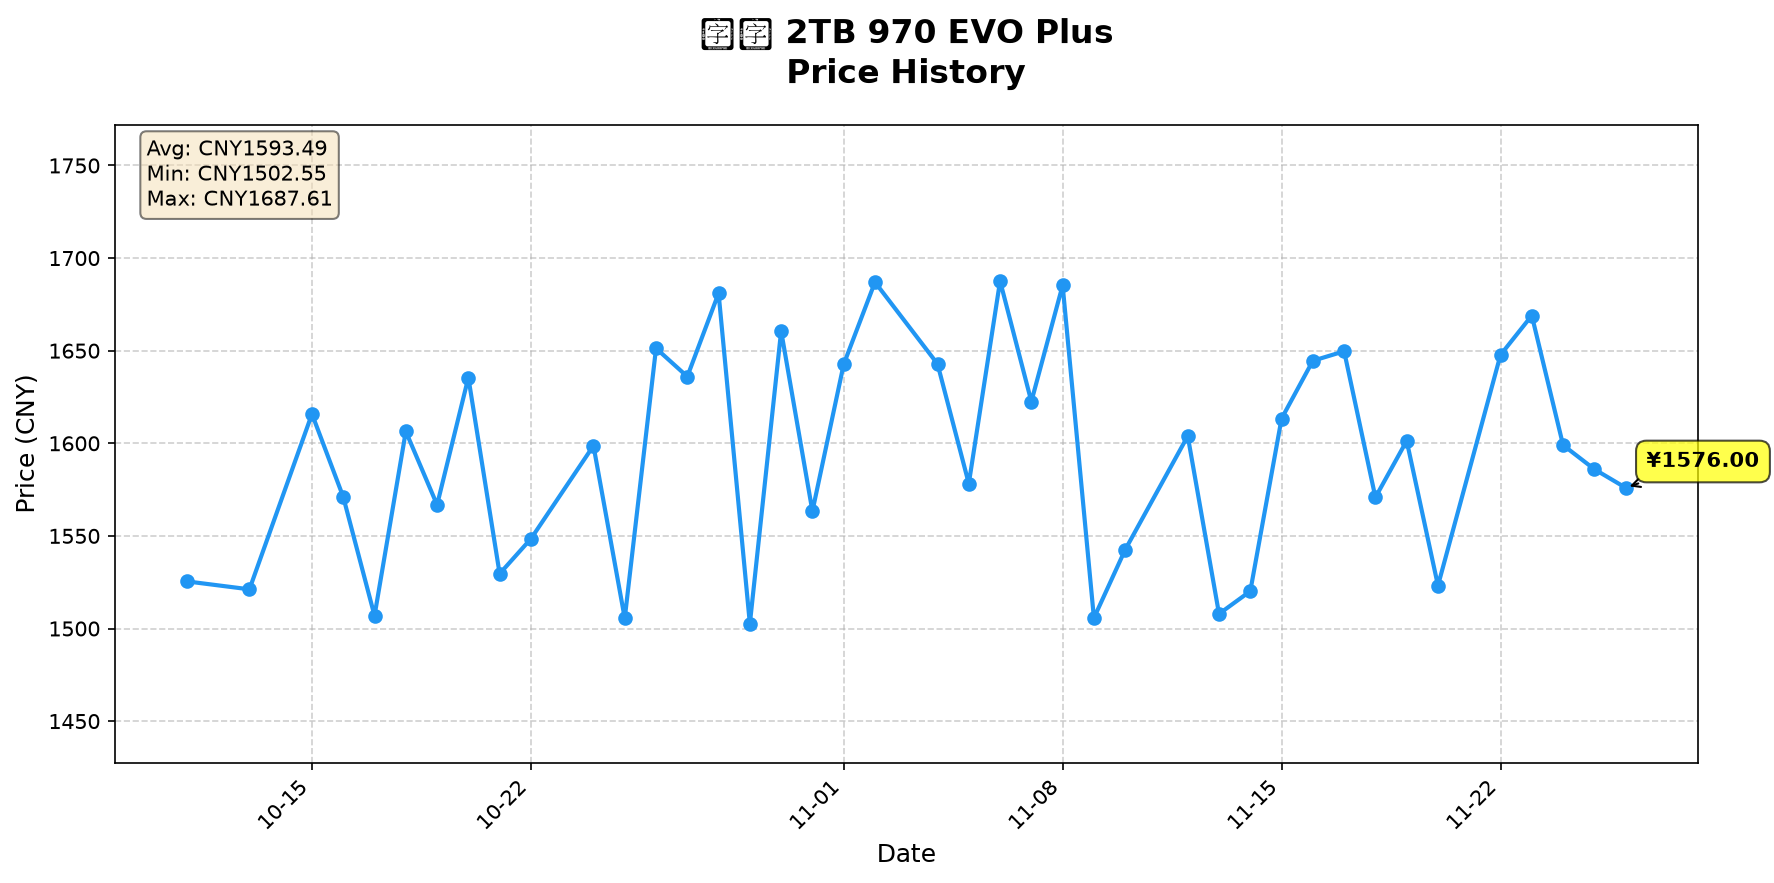 2TB 970 EVO Plus
Price History
Avg: CNY1593.49
Min: CNY1502.55
Max: CNY1687.61
Price (CNY)
1750
1700
1650
1600
1550
1500
1450
¥1576.00
10-15
10-22
11-01
11-08
11-15
11-22
Date